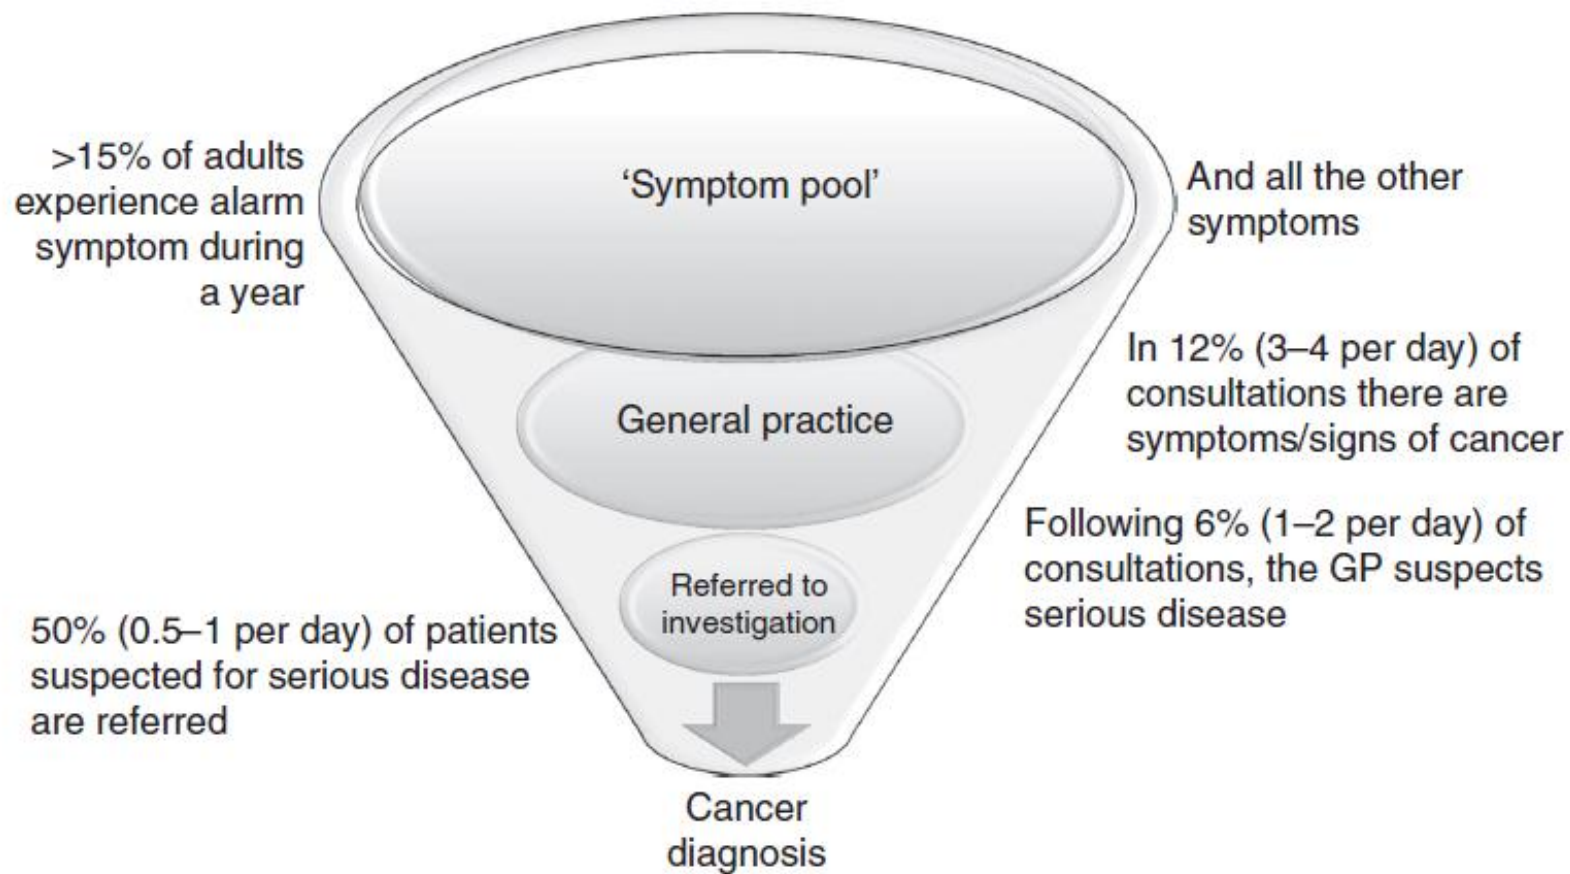 >15% of adults
experience alarm
symptom during
a year
‘Symptom pool’
And all the other
symptoms
In 12% (3–4 per day) of
consultations there are
symptoms/signs of cancer
General practice
Following 6% (1–2 per day) of
consultations, the GP suspects
serious disease
Referred to
investigation
50% (0.5–1 per day) of patients
suspected for serious disease
are referred
Cancer
diagnosis